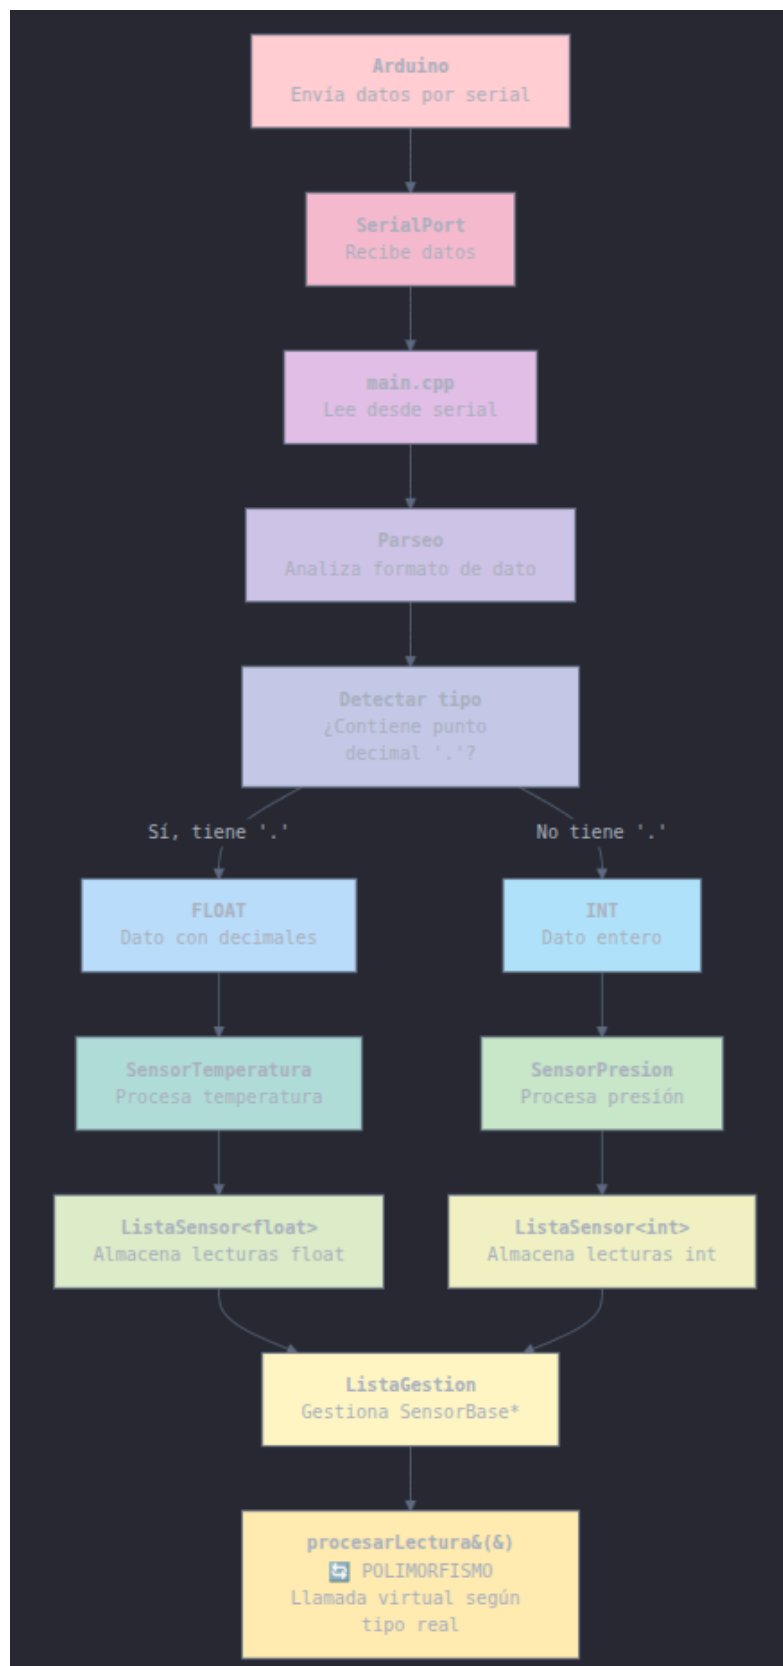 Arduino
Envía datos por serial
SerialPort
Recibe datos
main.cpp
Lee desde serial
Parseo
Analiza formato de dato
Detectar tipo
¿Contiene punto
decimal '.'?
Sí, tiene '.'
No tiene '.'
FLOAT
Dato con decimales
INT
Dato entero
SensorTemperatura
Procesa temperatura
SensorPresion
Procesa presión
ListaSensor<float>
Almacena lecturas float
ListaSensor<int>
Almacena lecturas int
ListaGestion
Gestiona SensorBase*
procesarLectura&(&)
🔄 POLIMORFISMO
Llamada virtual según
tipo real